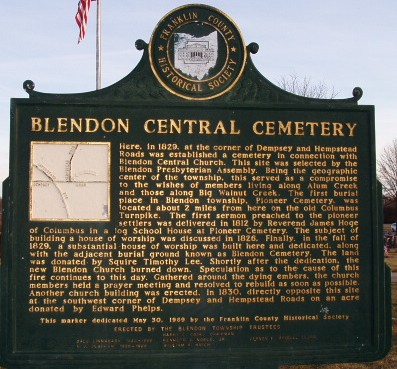 FRANKLIN COUNTY
HISTORICAL SOCIETY
BLENDON CENTRAL CEMETERY
Here, in 1829, at the corner of Dempsey and Hempstead
Roads was established a cemetery in connection with
Blendon Central Church. This site was selected by the
Blendon Presbyterian Assembly. Being the geographic
center of the township, this served as a compromise
to the wishes of members living along Alum Creek
and those along Big Walnut Creek. The first burial
place in Blendon township, Pioneer Cemetery, was
located about 2 miles from here on the old Columbus
Turnpike. The first sermon preached to the pioneer
settlers was delivered in 1812 by Reverend James Hoge
of Columbus in a log School House at Pioneer Cemetery. The subject of
building a house of worship was discussed in 1826. Finally, in the fall of
1829, a substantial house of worship was built here and dedicated, along
with the adjacent burial ground known as Blendon Cemetery. The land
was donated by Squire Timothy Lee. Shortly after the dedication, the
new Blendon Church burned down. Speculation as to the cause of this
fire continues to this day. Gathered around the dying embers, the church
members held a prayer meeting and resolved to rebuild as soon as possible.
Another church building was erected, in 1830, directly opposite this site
at the southwest corner of Dempsey and Hempstead Roads on an acre
donated by Edward Phelps.
This marker dedicated May 30, 1989 by the Franklin County Historical Society
ERECTED BY THE BLENDON TOWNSHIP TRUSTEES